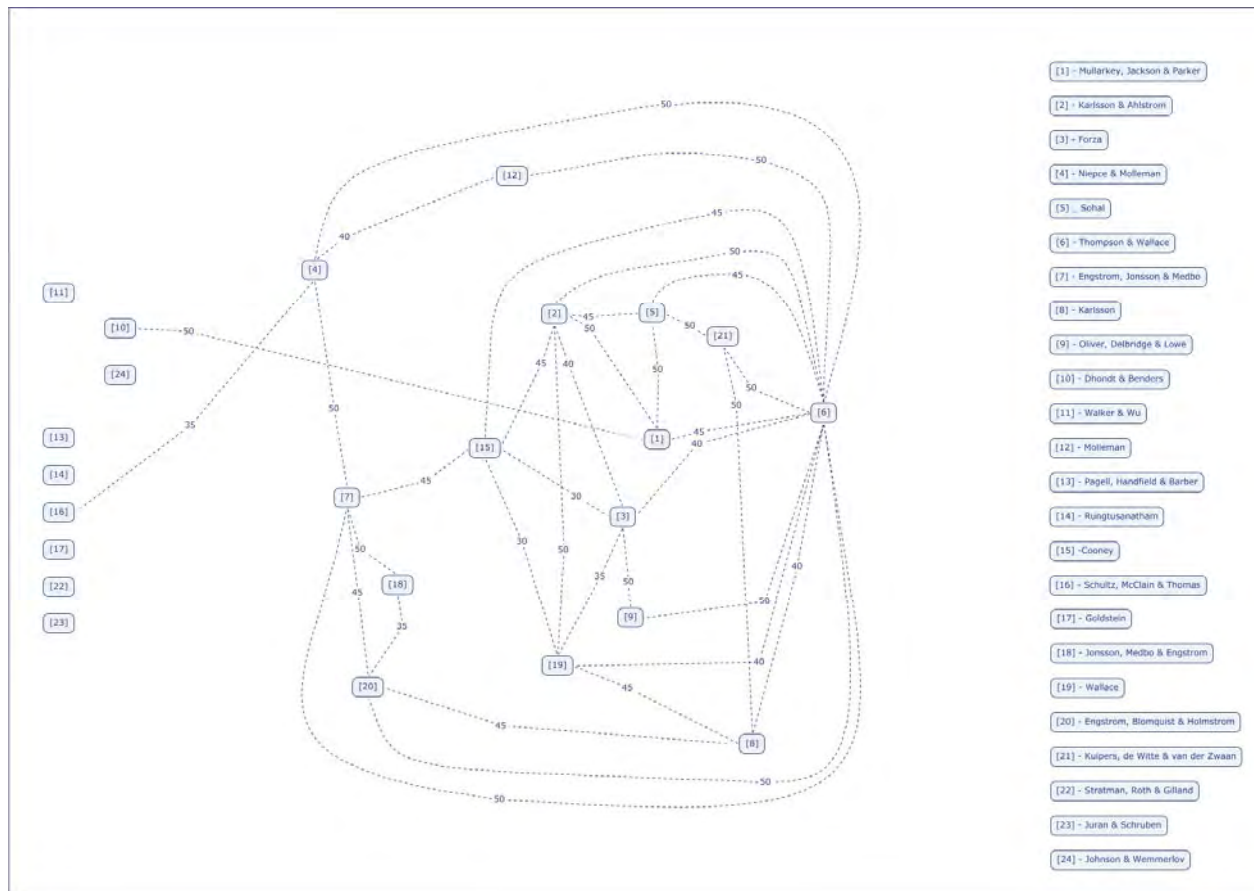 [1] - Mullarkey, Jackson & Parker
[2] - Karlsson & Ahlstrom
[3] - Forza
[4] - Niepce & Molleman
[5] _ Sohal
[6] - Thompson & Wallace
[7] - Engstrom, Jonsson & Medbo
[8] - Karlsson
[9] - Oliver, Delbridge & Lowe
[10] - Dhondt & Benders
[11] - Walker & Wu
[12] - Molleman
[13] - Pagell, Handfield & Barber
[14] - Rungtusanatham
[15] -Cooney
[16] - Schultz, McClain & Thomas
[17] - Goldstein
[18] - Jonsson, Medbo & Engstrom
[19] - Wallace
[20] - Engstrom, Blomquist & Holmstrom
[21] - Kuipers, de Witte & van der Zwaan
[22] - Stratman, Roth & Gilland
[23] - Juran & Schruben
[24] - Johnson & Wemmerlov
50
50
[12]
45
40
50
[4]
45
[11]
[2]
45
[5]
[10]
50
50
50
[21]
45
40
[24]
50
50
50
50
[6]
35
45
[13]
[1]
40
[15]
[14]
45
30
[7]
[16]
[3]
30
50
50
[17]
40
35
50
[18]
[22]
45
50
[9]
[23]
35
[19]
40
[20]
45
45
[8]
50
50